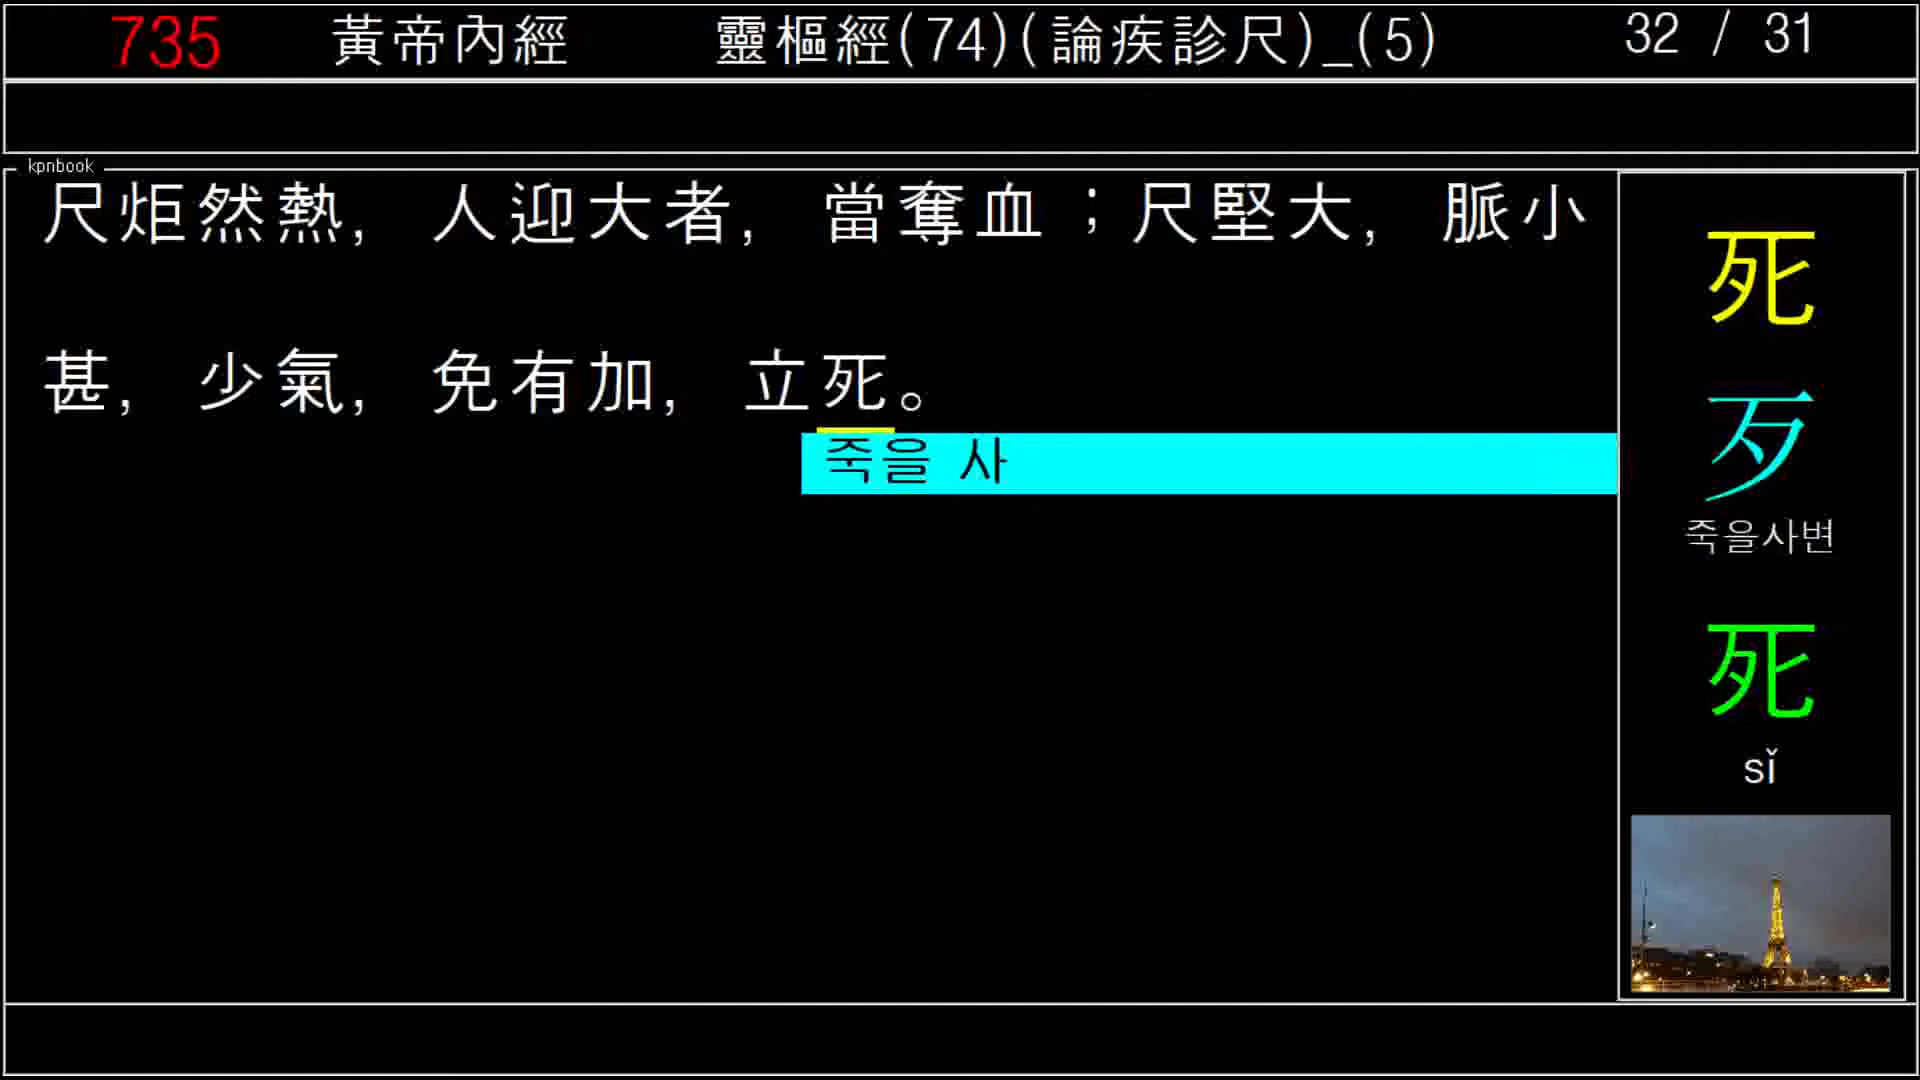 735 黃帝內經 靈樞經(74)(論疾診尺)_(5) 32 / 31
kpnbook
尺炬然熱, 人迎大者, 當奪血 ; 尺堅大, 脈小
甚, 少氣, 免有加, 立死。
죽을 사
死
歹
죽을사변
死
sǐ